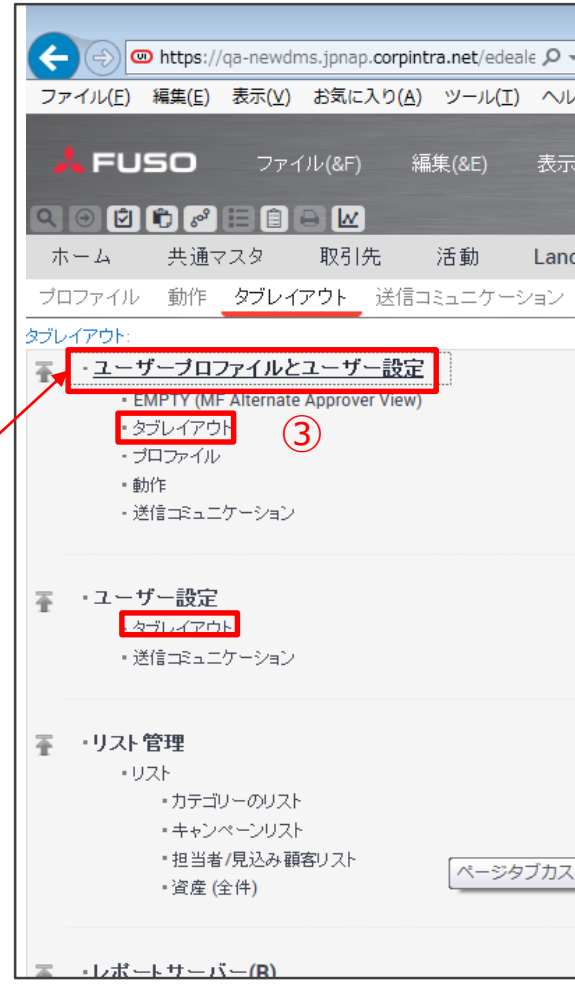 https://qa-newdms.jpnap.corpintra.net/edeale
ファイル(F) 編集(E) 表示(V) お気に入り(A) ツール(T) ヘル
FUSO ファイル(&F) 編集(&E) 表示
ホーム 共通マスタ 取引先 活動 Land
プロファイル 動作 タブレイアウト 送信コミュニケーション
タブレイアウト:
・ユーザープロファイルとユーザー設定
・EMPTY (MF Alternate Approver View)
・タブレイアウト
③
・プロファイル
・動作
・送信コミュニケーション
・ユーザー設定
・タブレイアウト
・送信コミュニケーション
・リスト管理
・リスト
・カテゴリーのリスト
・キャンペーンリスト
・担当者/見込み顧客リスト
ページタブカス
・資産 (全件)
・レポートサーバー(R)